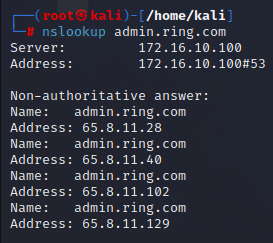 ┌──(root㉿kali)-[/home/kali]
└─# nslookup admin.ring.com
Server:         172.16.10.100
Address:        172.16.10.100#53

Non-authoritative answer:
Name:   admin.ring.com
Address: 65.8.11.28
Name:   admin.ring.com
Address: 65.8.11.40
Name:   admin.ring.com
Address: 65.8.11.102
Name:   admin.ring.com
Address: 65.8.11.129